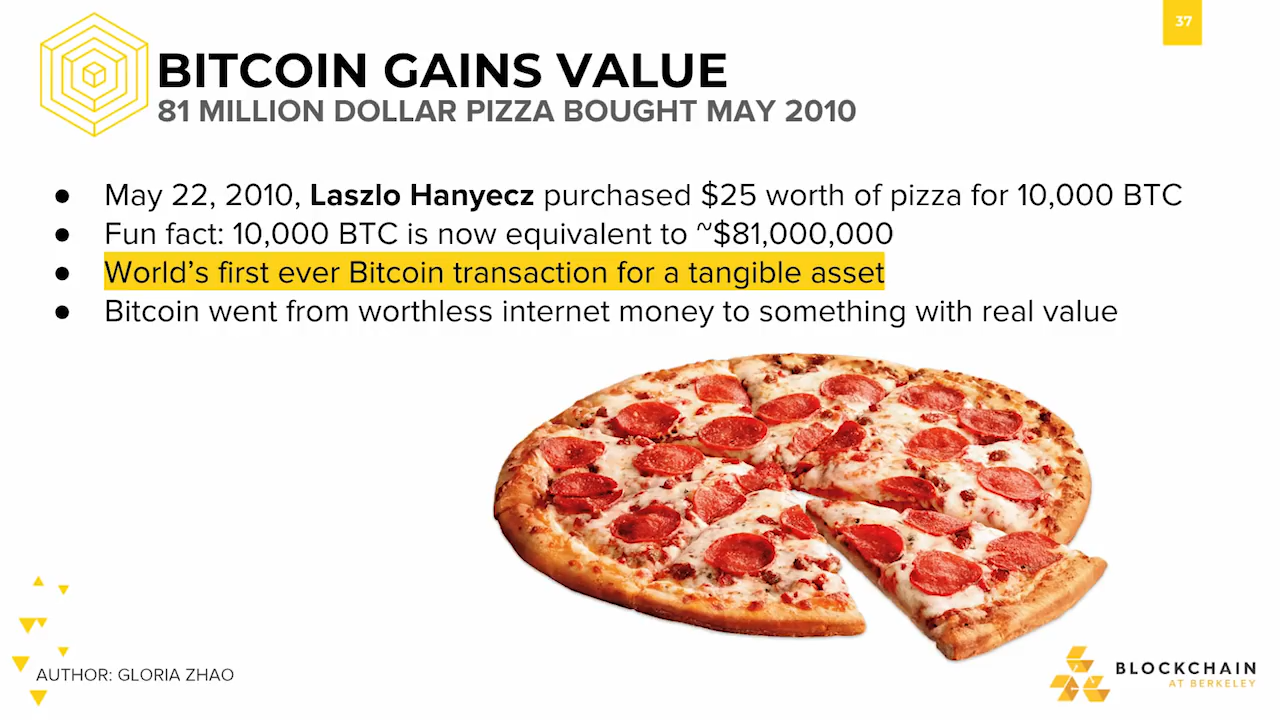 37
BITCOIN GAINS VALUE
81 MILLION DOLLAR PIZZA BOUGHT MAY 2010
● May 22, 2010, Laszlo Hanyecz purchased $25 worth of pizza for 10,000 BTC
● Fun fact: 10,000 BTC is now equivalent to ~$81,000,000
● World’s first ever Bitcoin transaction for a tangible asset
● Bitcoin went from worthless internet money to something with real value
AUTHOR: GLORIA ZHAO
BLOCKCHAIN
AT BERKELEY